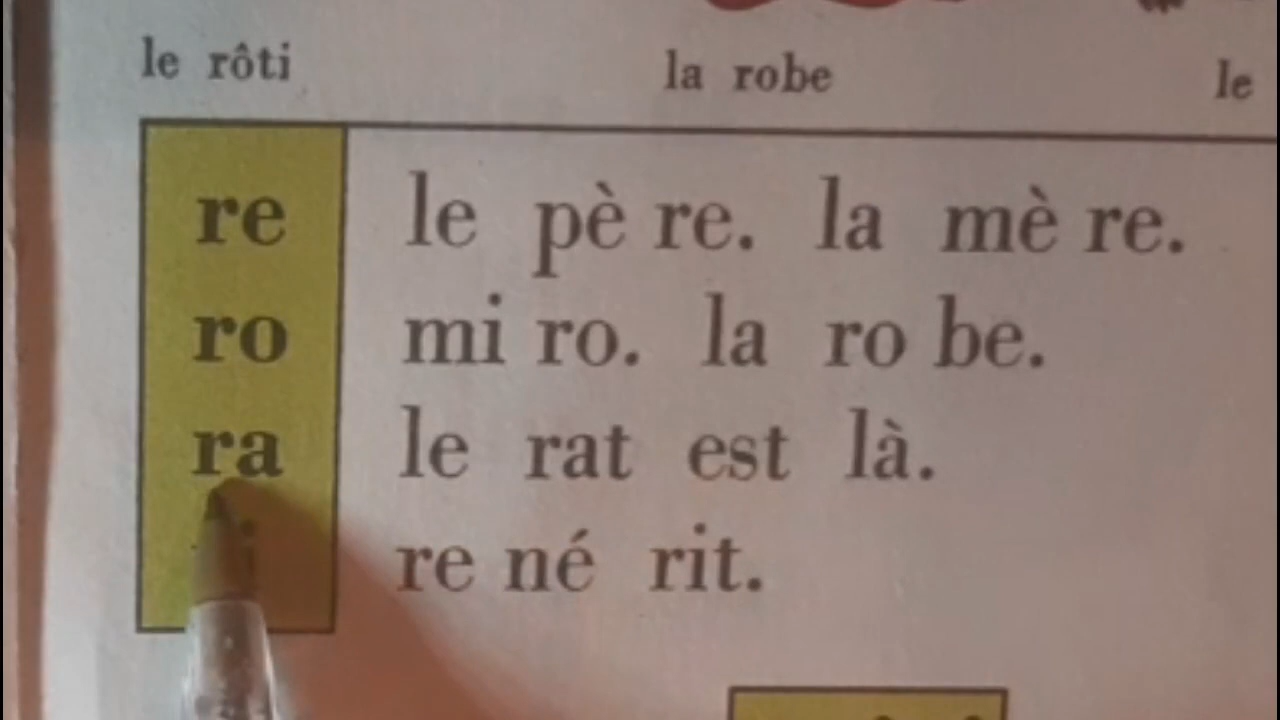 le rôti la robe le
re le pè re. la mè re.
ro mi ro. la ro be.
ra le rat est là.
re né rit.